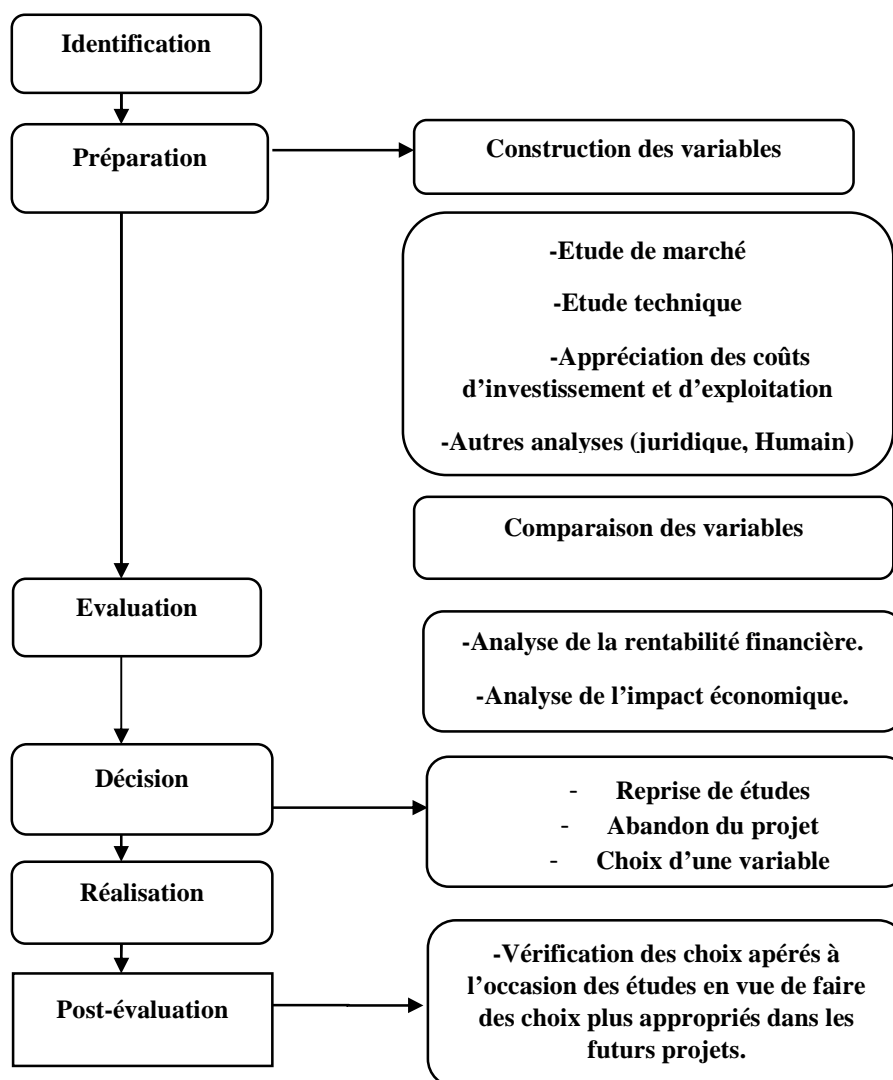 Identification
Préparation
Construction des variables
-Etude de marché
-Etude technique
-Appréciation des coûts
d’investissement et d’exploitation
-Autres analyses (juridique, Humain)
Comparaison des variables
Evaluation
-Analyse de la rentabilité financière.
-Analyse de l’impact économique.
Décision
- Reprise de études
- Abandon du projet
- Choix d’une variable
Réalisation
Post-évaluation
-Vérification des choix apérés à
l’occasion des études en vue de faire
des choix plus appropriés dans les
futurs projets.